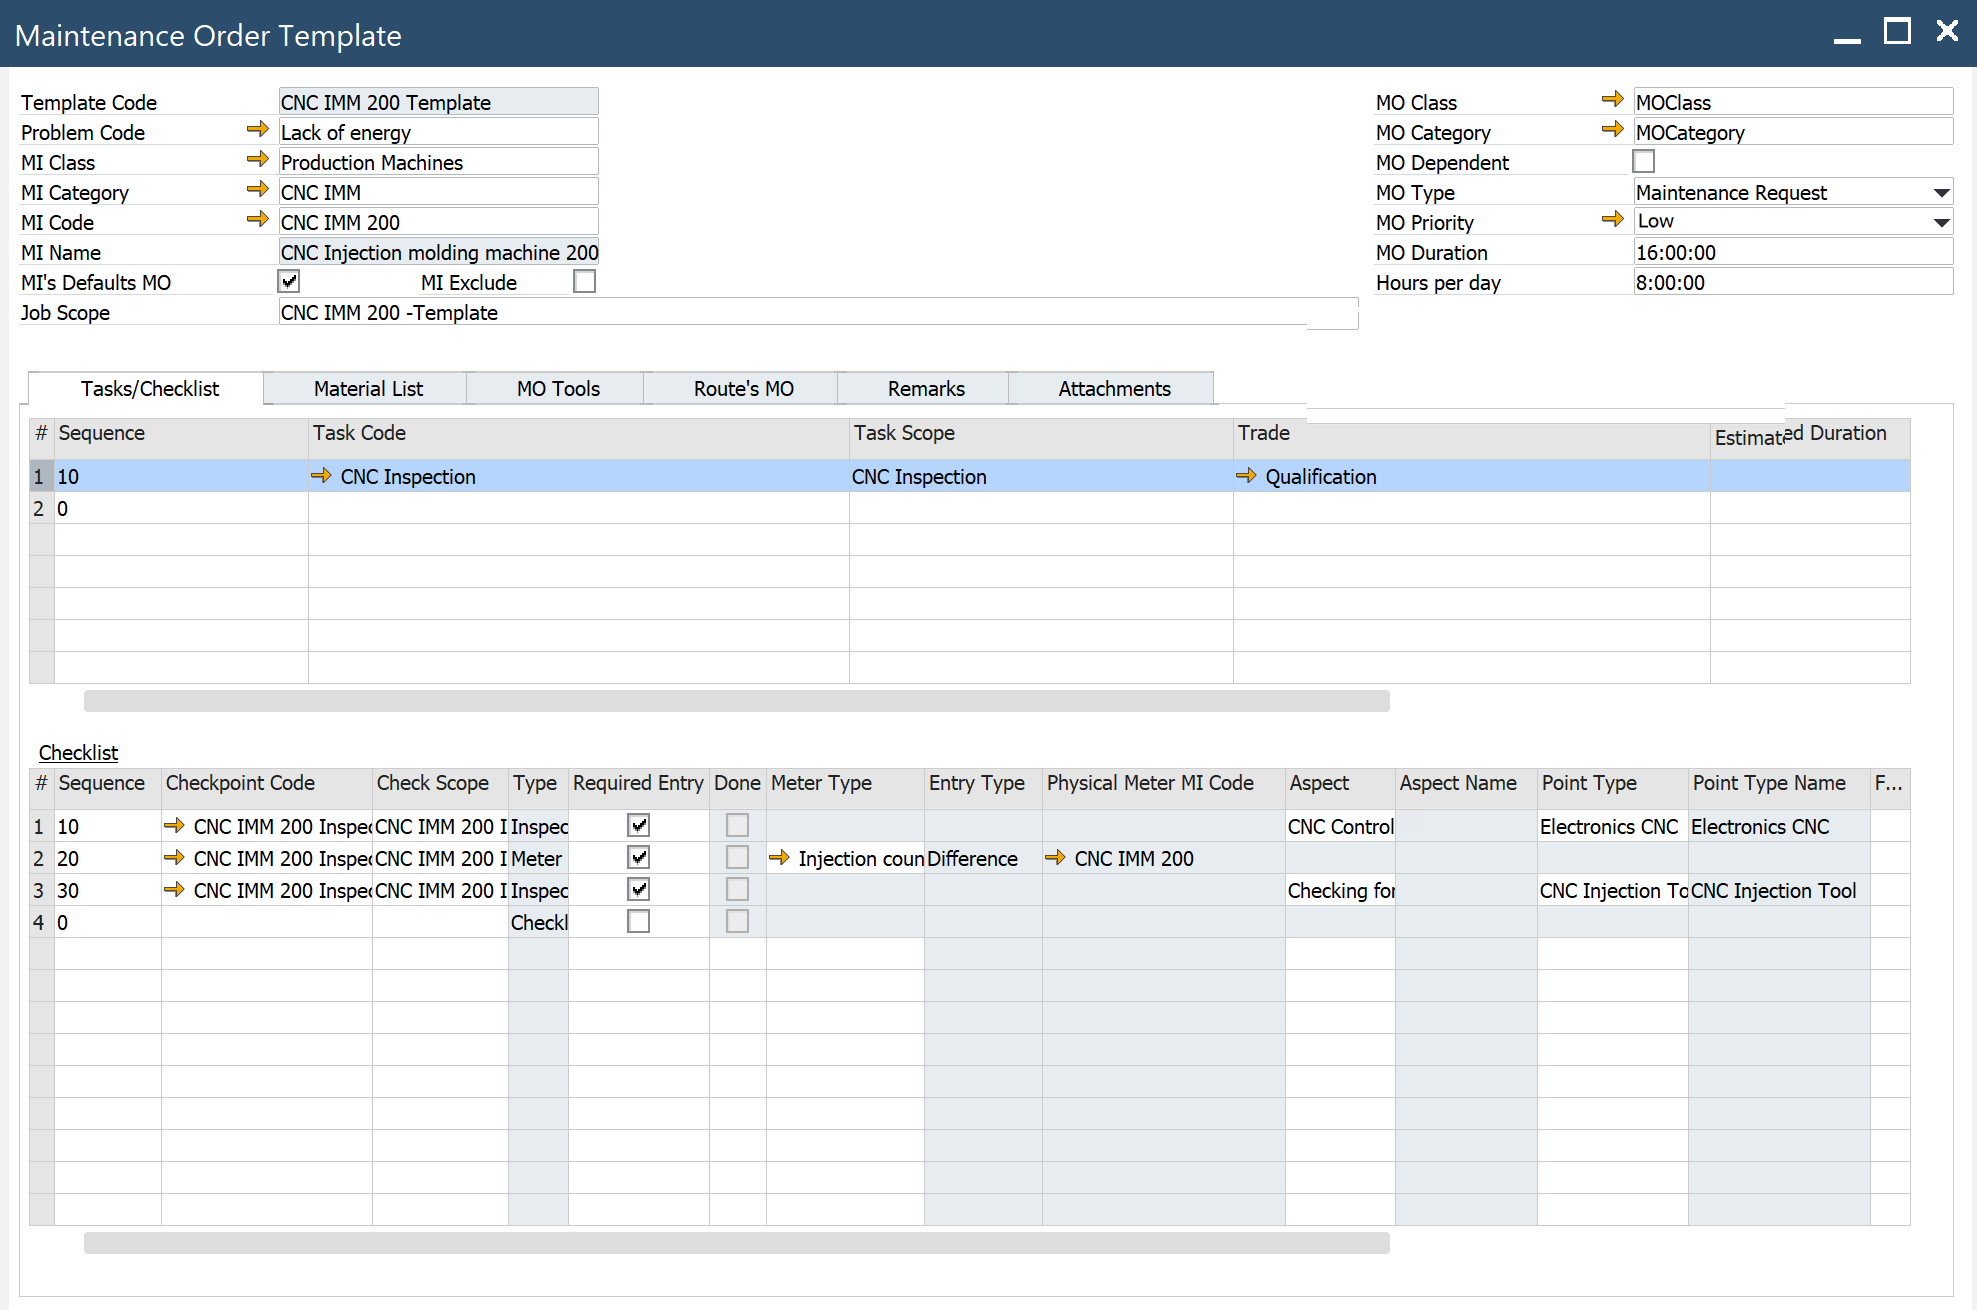 Maintenance Order Template
Template Code CNC IMM 200 Template
Problem Code Lack of energy
MI Class Production Machines
MI Category CNC IMM
MI Code CNC IMM 200
MI Name CNC Injection molding machine 200
MI's Defaults MO MI Exclude
Job Scope CNC IMM 200 -Template
MO Class MOClass
MO Category MOCategory
MO Dependent
MO Type Maintenance Request
MO Priority Low
MO Duration 16:00:00
Hours per day 8:00:00
Tasks/Checklist Material List MO Tools Route's MO Remarks Attachments
# Sequence Task Code Task Scope Trade Estimated Duration
1 10 CNC Inspection CNC Inspection Qualification
2 0
Checklist
# Sequence Checkpoint Code Check Scope Type Required Entry Done Meter Type Entry Type Physical Meter MI Code Aspect Aspect Name Point Type Point Type Name F...
1 10 CNC IMM 200 Inspec CNC IMM 200 I Inspec CNC Control Electronics CNC Electronics CNC
2 20 CNC IMM 200 Inspec CNC IMM 200 I Meter Injection coun Difference CNC IMM 200
3 30 CNC IMM 200 Inspec CNC IMM 200 I Inspec Checking for CNC Injection To CNC Injection Tool
4 0 Checkl